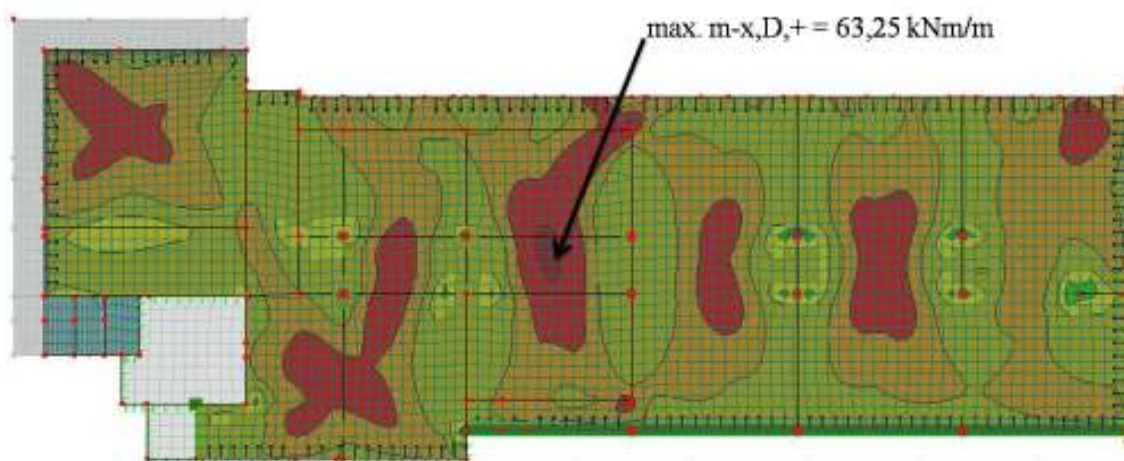 max. m-x,D,+ = 63,25 kNm/m